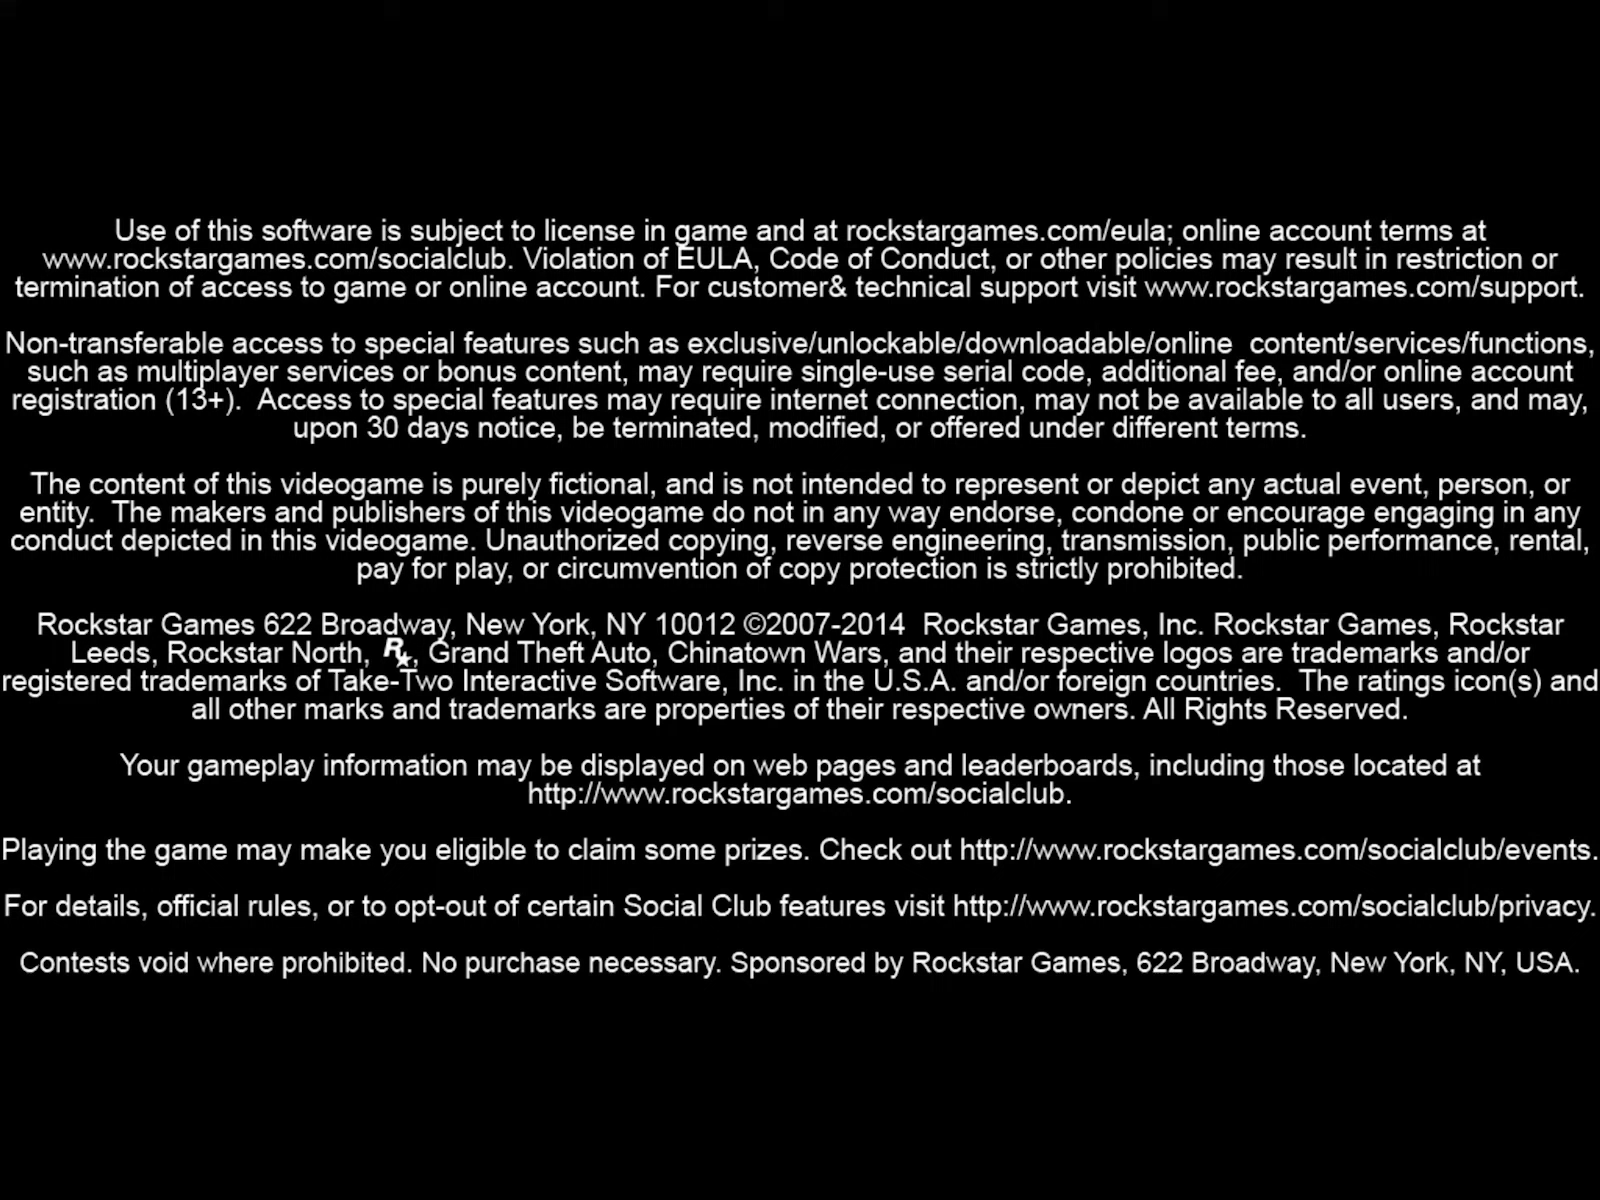 Use of this software is subject to license in game and at rockstargames.com/eula; online account terms at
www.rockstargames.com/socialclub. Violation of EULA, Code of Conduct, or other policies may result in restriction or
termination of access to game or online account. For customer& technical support visit www.rockstargames.com/support.
Non-transferable access to special features such as exclusive/unlockable/downloadable/online  content/services/functions,
such as multiplayer services or bonus content, may require single-use serial code, additional fee, and/or online account
registration (13+).  Access to special features may require internet connection, may not be available to all users, and may,
upon 30 days notice, be terminated, modified, or offered under different terms.
The content of this videogame is purely fictional, and is not intended to represent or depict any actual event, person, or
entity.  The makers and publishers of this videogame do not in any way endorse, condone or encourage engaging in any
conduct depicted in this videogame. Unauthorized copying, reverse engineering, transmission, public performance, rental,
pay for play, or circumvention of copy protection is strictly prohibited.
Rockstar Games 622 Broadway, New York, NY 10012 ©2007-2014  Rockstar Games, Inc. Rockstar Games, Rockstar
Leeds, Rockstar North, R★, Grand Theft Auto, Chinatown Wars, and their respective logos are trademarks and/or
registered trademarks of Take-Two Interactive Software, Inc. in the U.S.A. and/or foreign countries.  The ratings icon(s) and
all other marks and trademarks are properties of their respective owners. All Rights Reserved.
Your gameplay information may be displayed on web pages and leaderboards, including those located at
http://www.rockstargames.com/socialclub.
Playing the game may make you eligible to claim some prizes. Check out http://www.rockstargames.com/socialclub/events.
For details, official rules, or to opt-out of certain Social Club features visit http://www.rockstargames.com/socialclub/privacy.
Contests void where prohibited. No purchase necessary. Sponsored by Rockstar Games, 622 Broadway, New York, NY, USA.